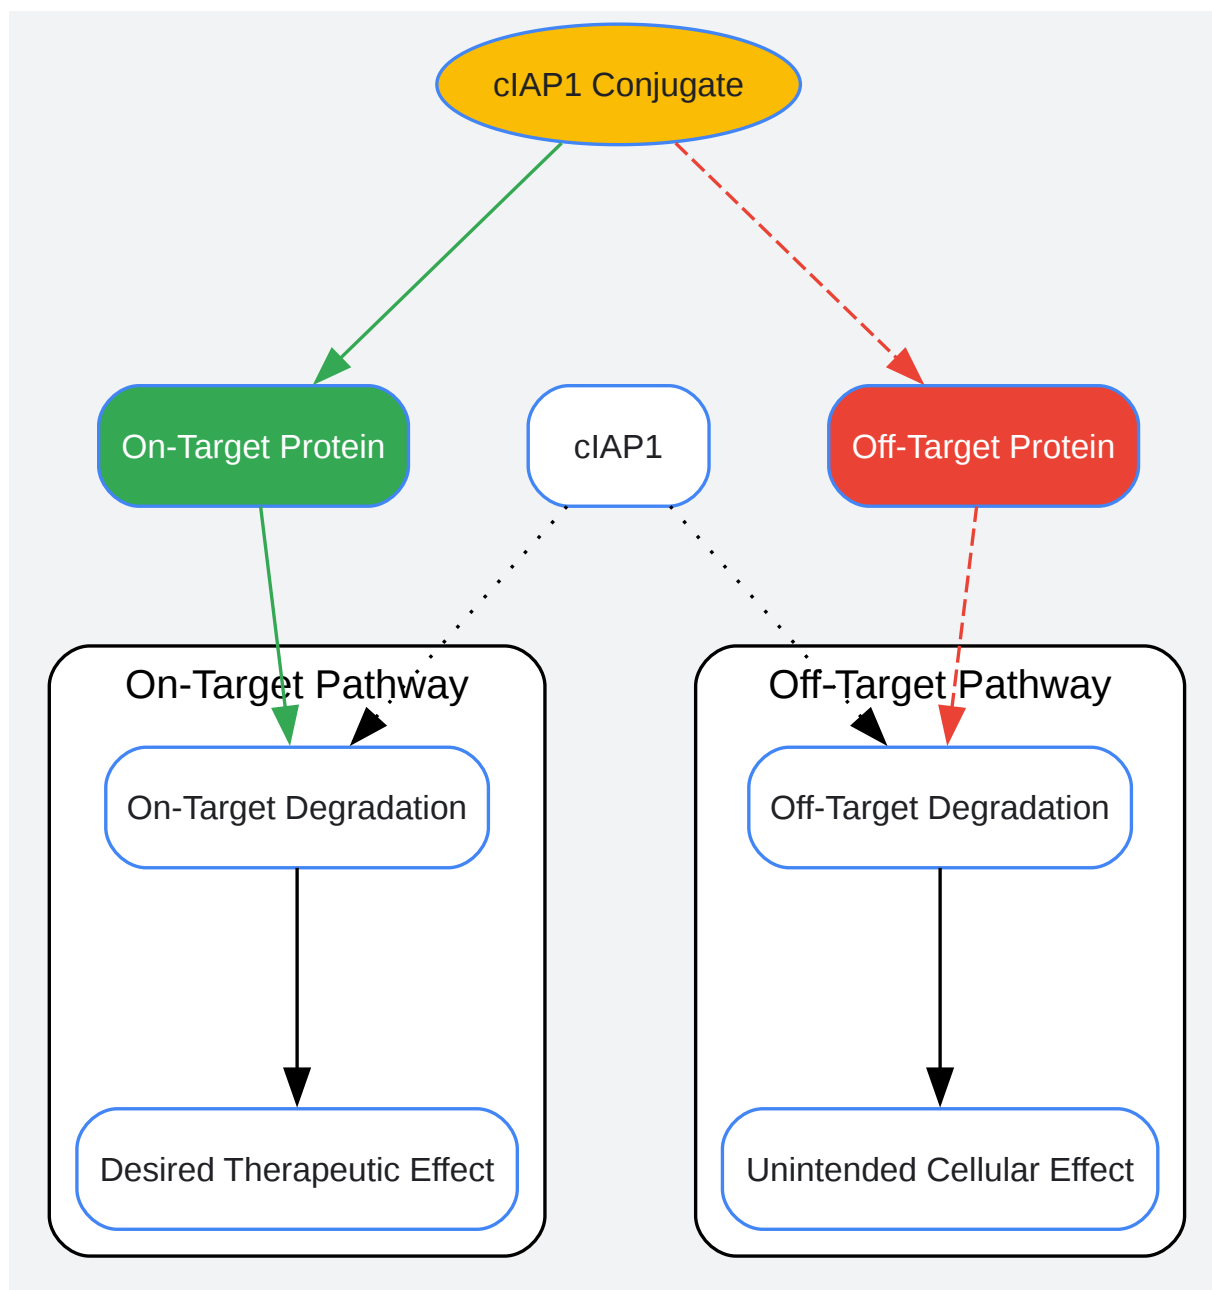 cIAP1 Conjugate
On-Target Protein
cIAP1
Off-Target Protein
On-Target Pathway
Off-Target Pathway
On-Target Degradation
Off-Target Degradation
Desired Therapeutic Effect
Unintended Cellular Effect